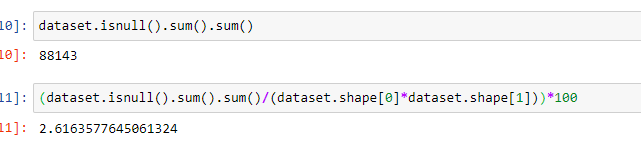 10]: dataset.isnull().sum().sum()
10]: 88143
11]: (dataset.isnull().sum().sum()/(dataset.shape[0]*dataset.shape[1]))*100
11]: 2.6163577645061324